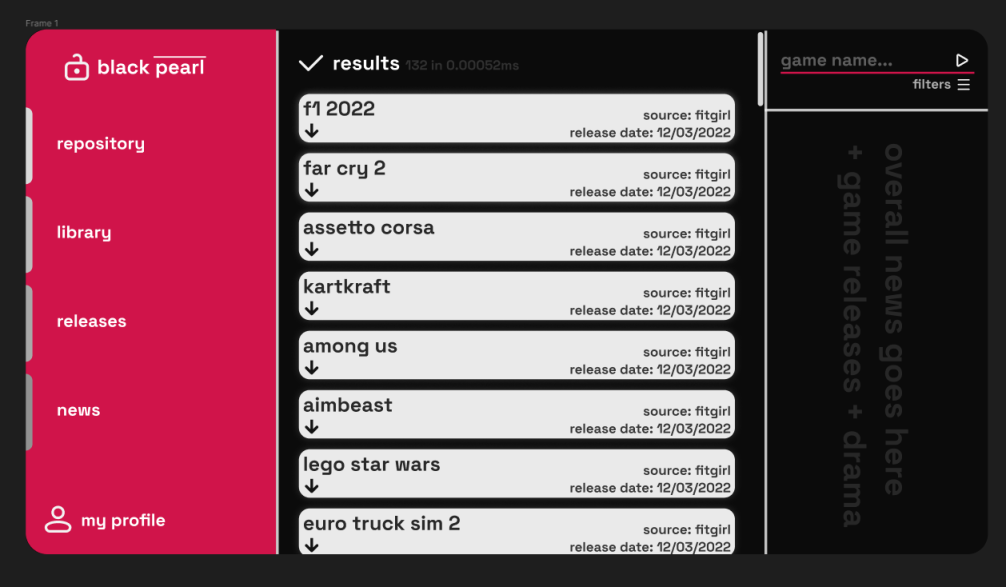 Frame 1
black pearl
repository
library
releases
news
my profile
results 132 in 0.00052ms
f1 2022
source: fitgirl
release date: 12/03/2022
far cry 2
source: fitgirl
release date: 12/03/2022
assetto corsa
source: fitgirl
release date: 12/03/2022
kartkraft
source: fitgirl
release date: 12/03/2022
among us
source: fitgirl
release date: 12/03/2022
aimbeast
source: fitgirl
release date: 12/03/2022
lego star wars
source: fitgirl
release date: 12/03/2022
euro truck sim 2
source: fitgirl
release date: 12/03/2022
game name...
filters
overall news goes here
+ game releases + drama